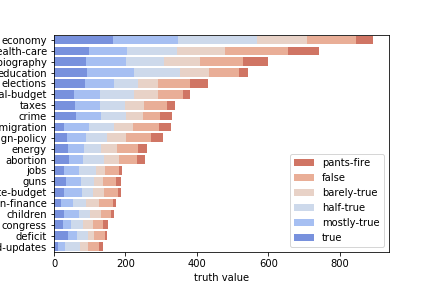 economy
ealth-care
biography
education
elections
al-budget
taxes
crime
migration
gn-policy
energy
abortion
jobs
guns
te-budget
n-finance
children
congress
deficit
d-updates
0
200
400
600
800
truth value
pants-fire
false
barely-true
half-true
mostly-true
true